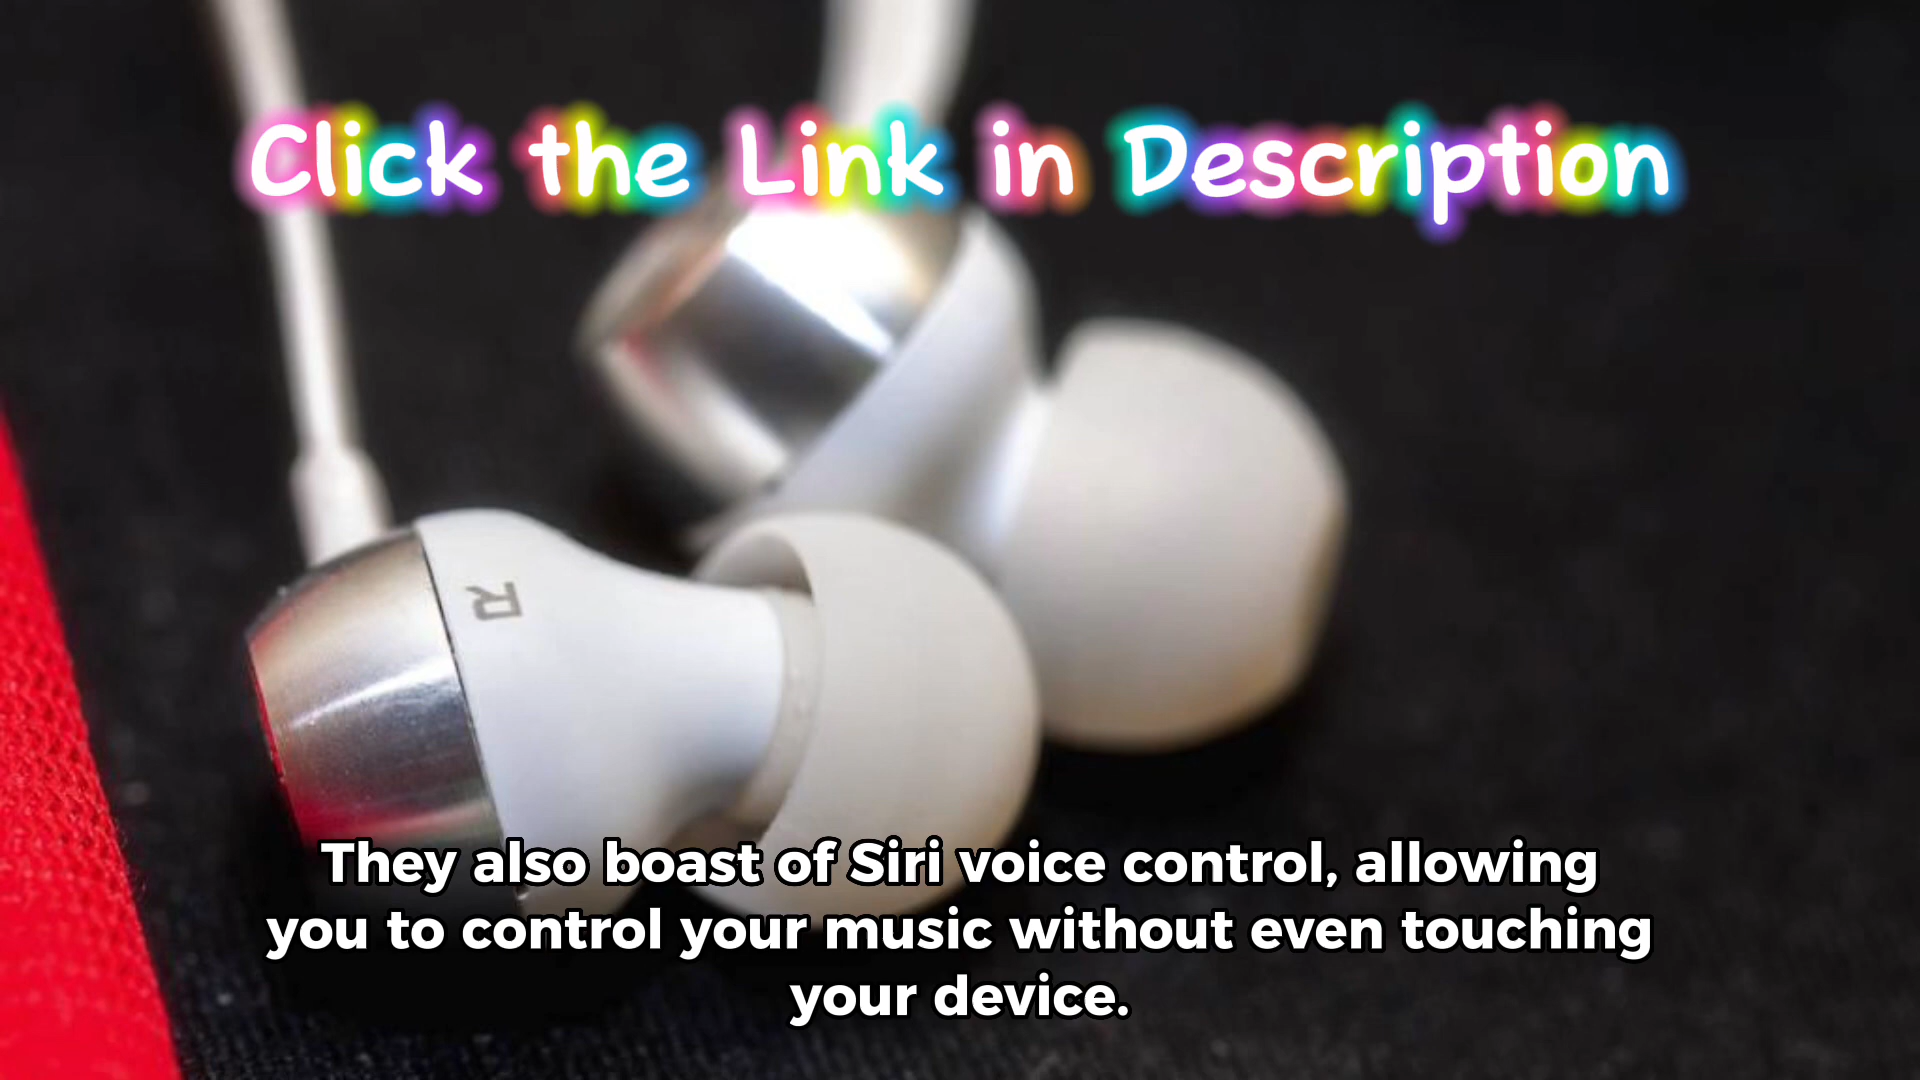 Click the Link in Description
R
They also boast of Siri voice control, allowing
you to control your music without even touching
your device.